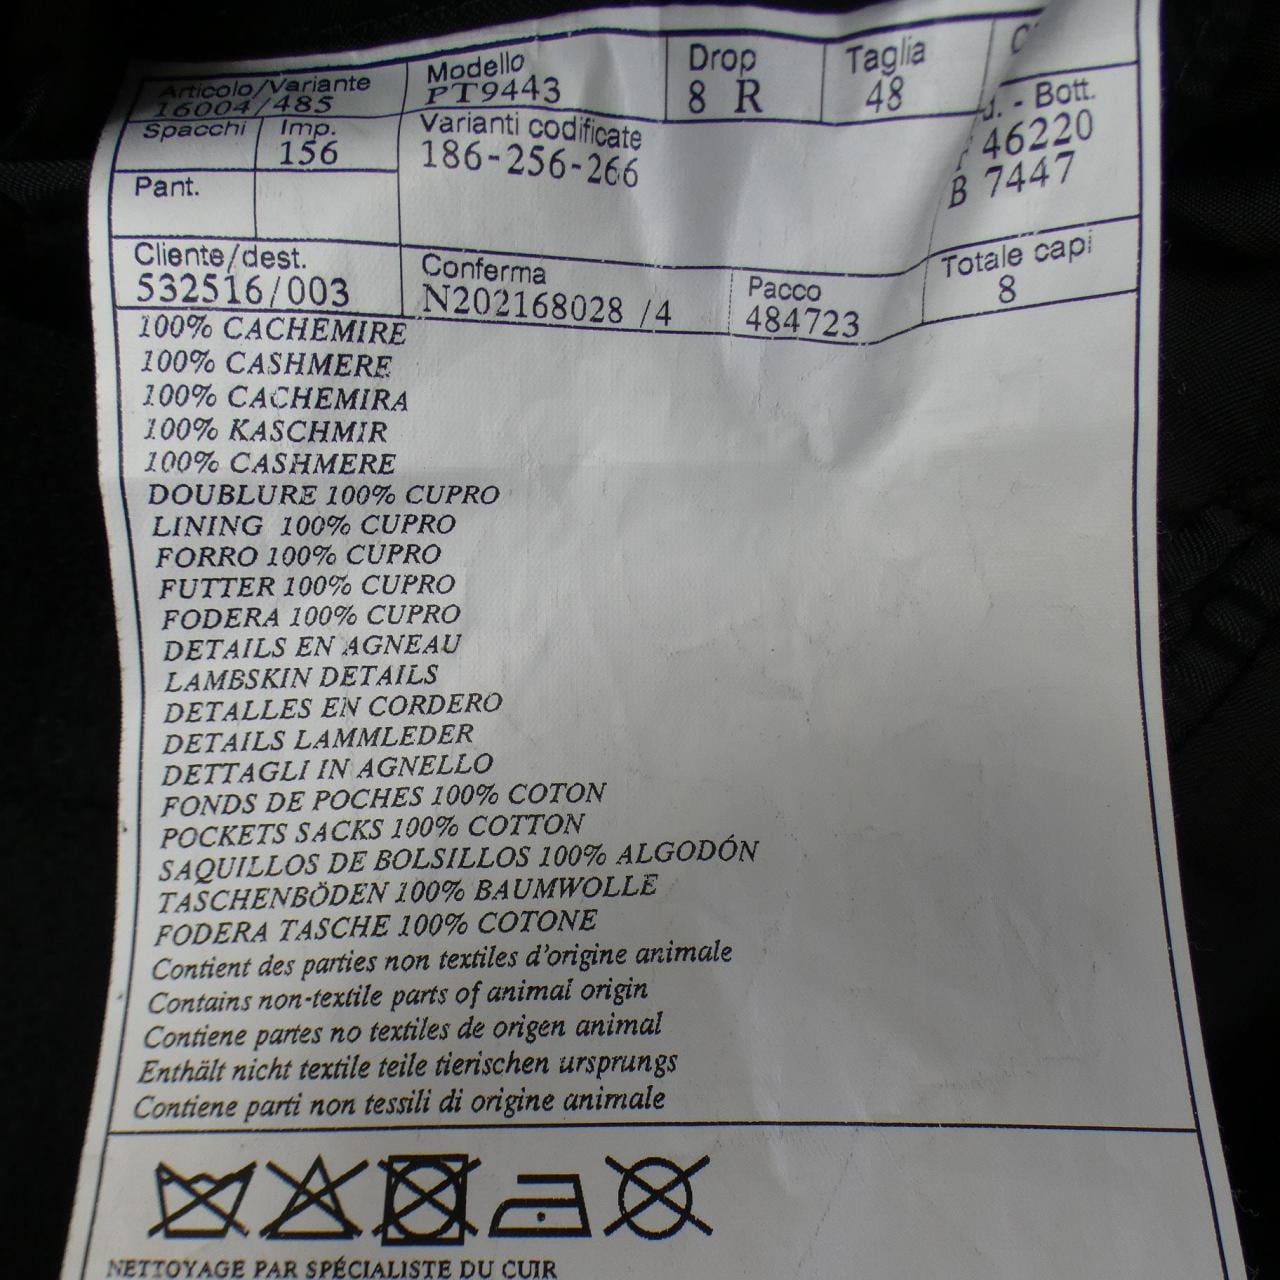 Articolo/Variante
16004/485
Modello
PT9443
Drop
8 R
Taglia
48
C
Spacchi
Imp.
156
Varianti codificate
186-256-266
- Bott.
46220
B 7447
Pant.
Cliente/dest.
532516/003
Conferma
N202168028 /4
Pacco
484723
Totale capi
8
100% CACHEMIRE
100% CASHMERE
100% CACHEMIRA
100% KASCHMIR
100% CASHMERE
DOUBLURE 100% CUPRO
LINING 100% CUPRO
FORRO 100% CUPRO
FUTTER 100% CUPRO
FODERA 100% CUPRO
DETAILS EN AGNEAU
LAMBSKIN DETAILS
DETALLES EN CORDERO
DETAILS LAMMLEDER
DETTAGLI IN AGNELLO
FONDS DE POCHES 100% COTON
POCKETS SACKS 100% COTTON
SAQUILLOS DE BOLSILLOS 100% ALGODÓN
TASCHENBÖDEN 100% BAUMWOLLE
FODERA TASCHE 100% COTONE
Contient des parties non textiles d'origine animale
Contains non-textile parts of animal origin
Contiene partes no textiles de origen animal
Enthält nicht textile teile tierischen ursprungs
Contiene parti non tessili di origine animale
NETTOYAGE PAR SPÉCIALISTE DU CUIR